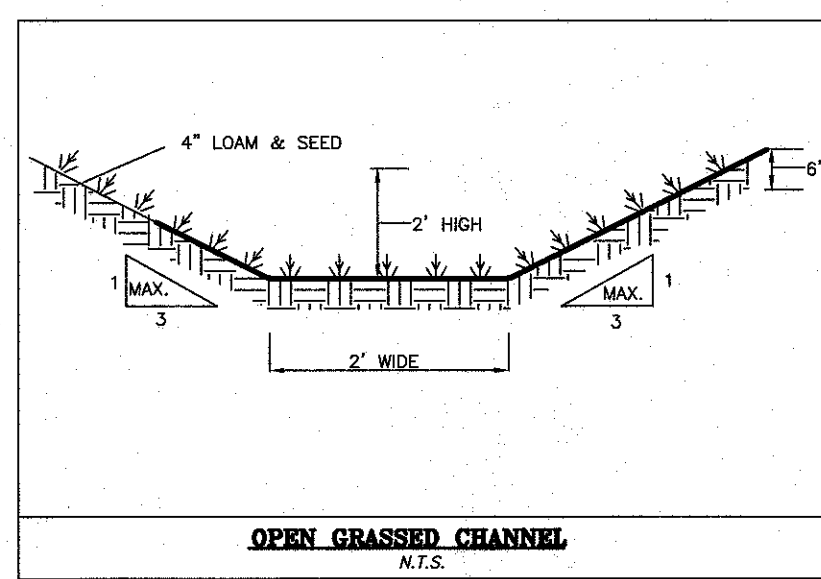 4" LOAM & SEED
6"
2' HIGH
1
MAX.
3
MAX.
1
3
2' WIDE
OPEN GRASSED CHANNEL
N.T.S.